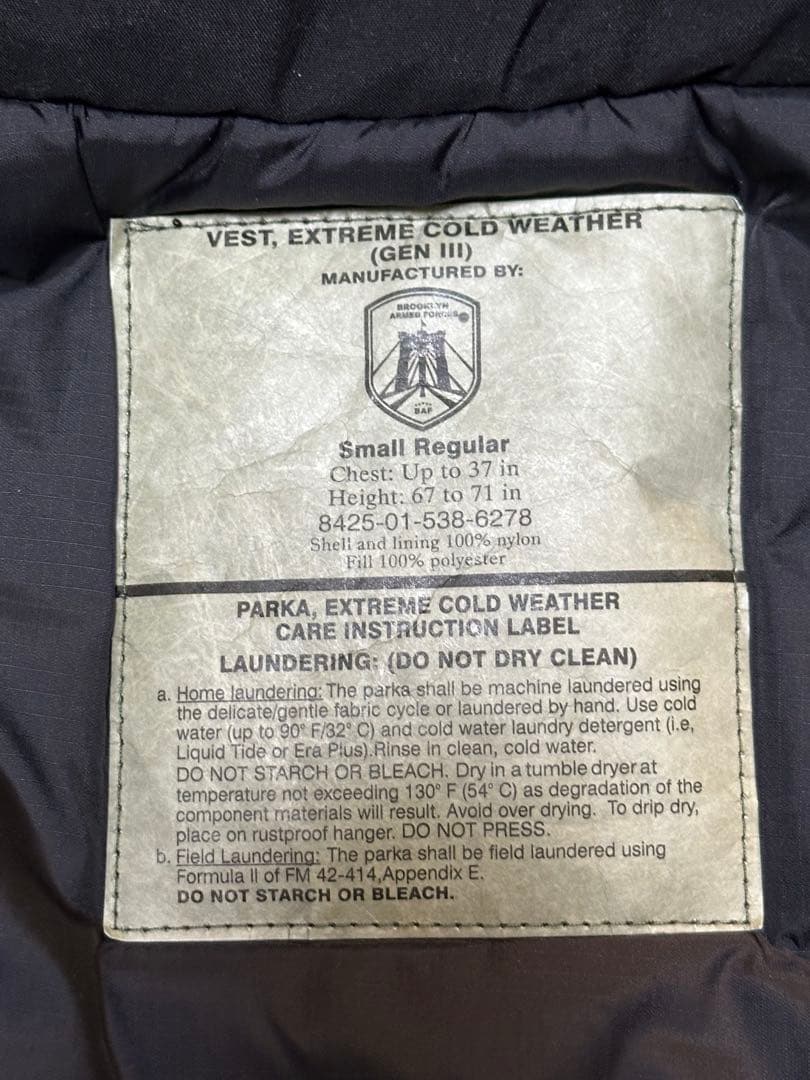 VEST, EXTREME COLD WEATHER
(GEN III)
MANUFACTURED BY:
BROOKLYN
ARMED FORCES
BAF
Small Regular
Chest: Up to 37 in
Height: 67 to 71 in
8425-01-538-6278
Shell and lining 100% nylon
Fill 100% polyester
PARKA, EXTREME COLD WEATHER
CARE INSTRUCTION LABEL
LAUNDERING: (DO NOT DRY CLEAN)
a. Home laundering: The parka shall be machine laundered using
the delicate/gentle fabric cycle or laundered by hand. Use cold
water (up to 90° F/32° C) and cold water laundry detergent (i.e,
Liquid Tide or Era Plus).Rinse in clean, cold water.
DO NOT STARCH OR BLEACH. Dry in a tumble dryer at
temperature not exceeding 130° F (54° C) as degradation of the
component materials will result. Avoid over drying. To drip dry,
place on rustproof hanger. DO NOT PRESS.
b. Field Laundering: The parka shall be field laundered using
Formula II of FM 42-414,Appendix E.
DO NOT STARCH OR BLEACH.